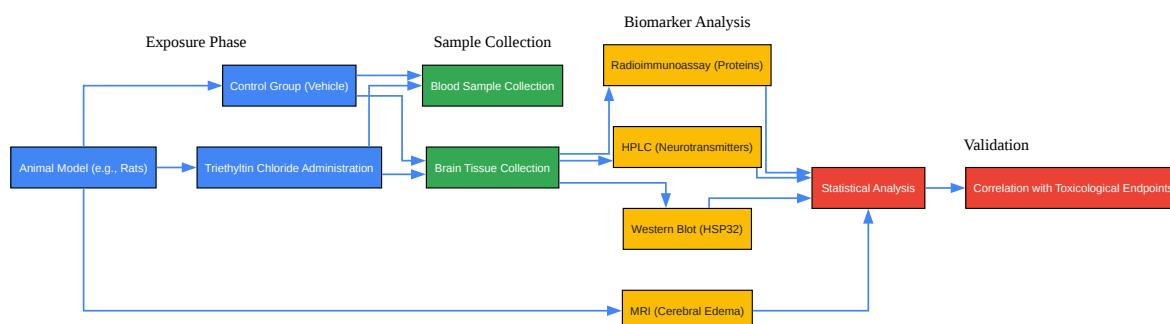 Biomarker Analysis
Exposure Phase
Sample Collection
Radioimmunoassay (Proteins)
Control Group (Vehicle)
Blood Sample Collection
HPLC (Neurotransmitters)
Validation
Animal Model (e.g., Rats)
Triethyltin Chloride Administration
Brain Tissue Collection
Statistical Analysis
Correlation with Toxicological Endpoints
Western Blot (HSP32)
MRI (Cerebral Edema)